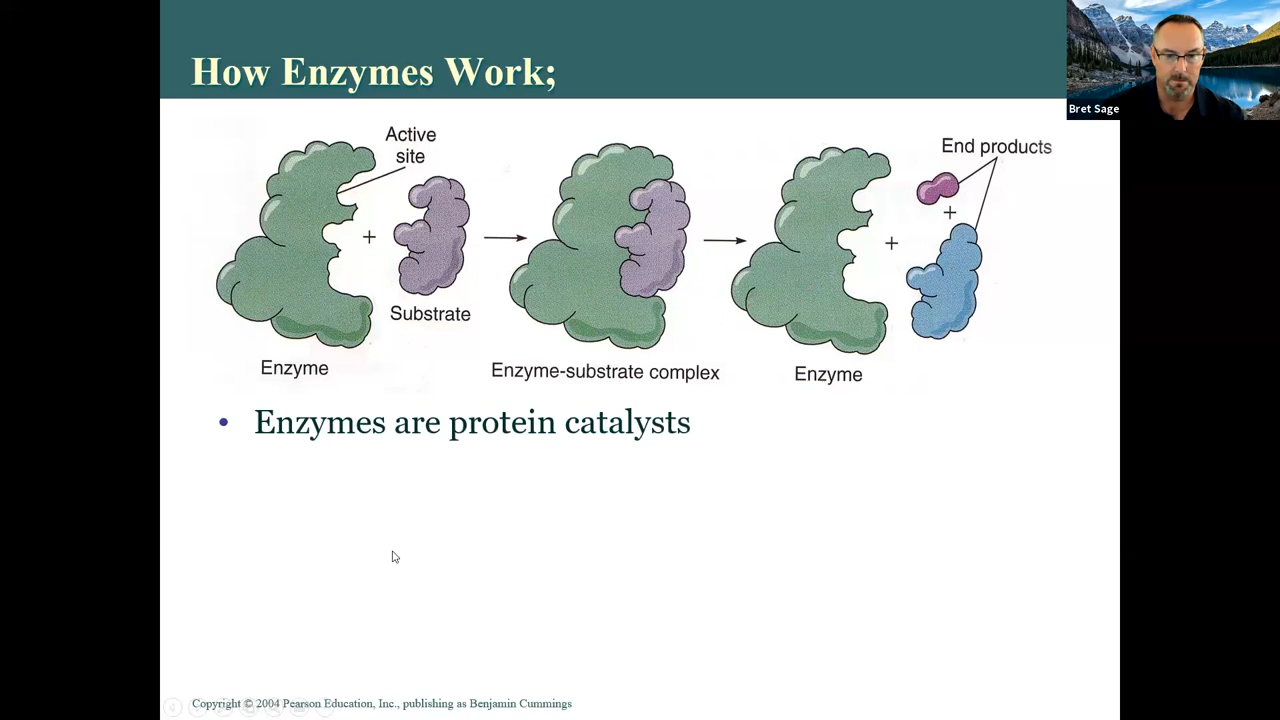 How Enzymes Work;
Bret Sage
Active
site
End products
+
+
+
Substrate
Enzyme
Enzyme-substrate complex
Enzyme
• Enzymes are protein catalysts
Copyright © 2004 Pearson Education, Inc., publishing as Benjamin Cummings